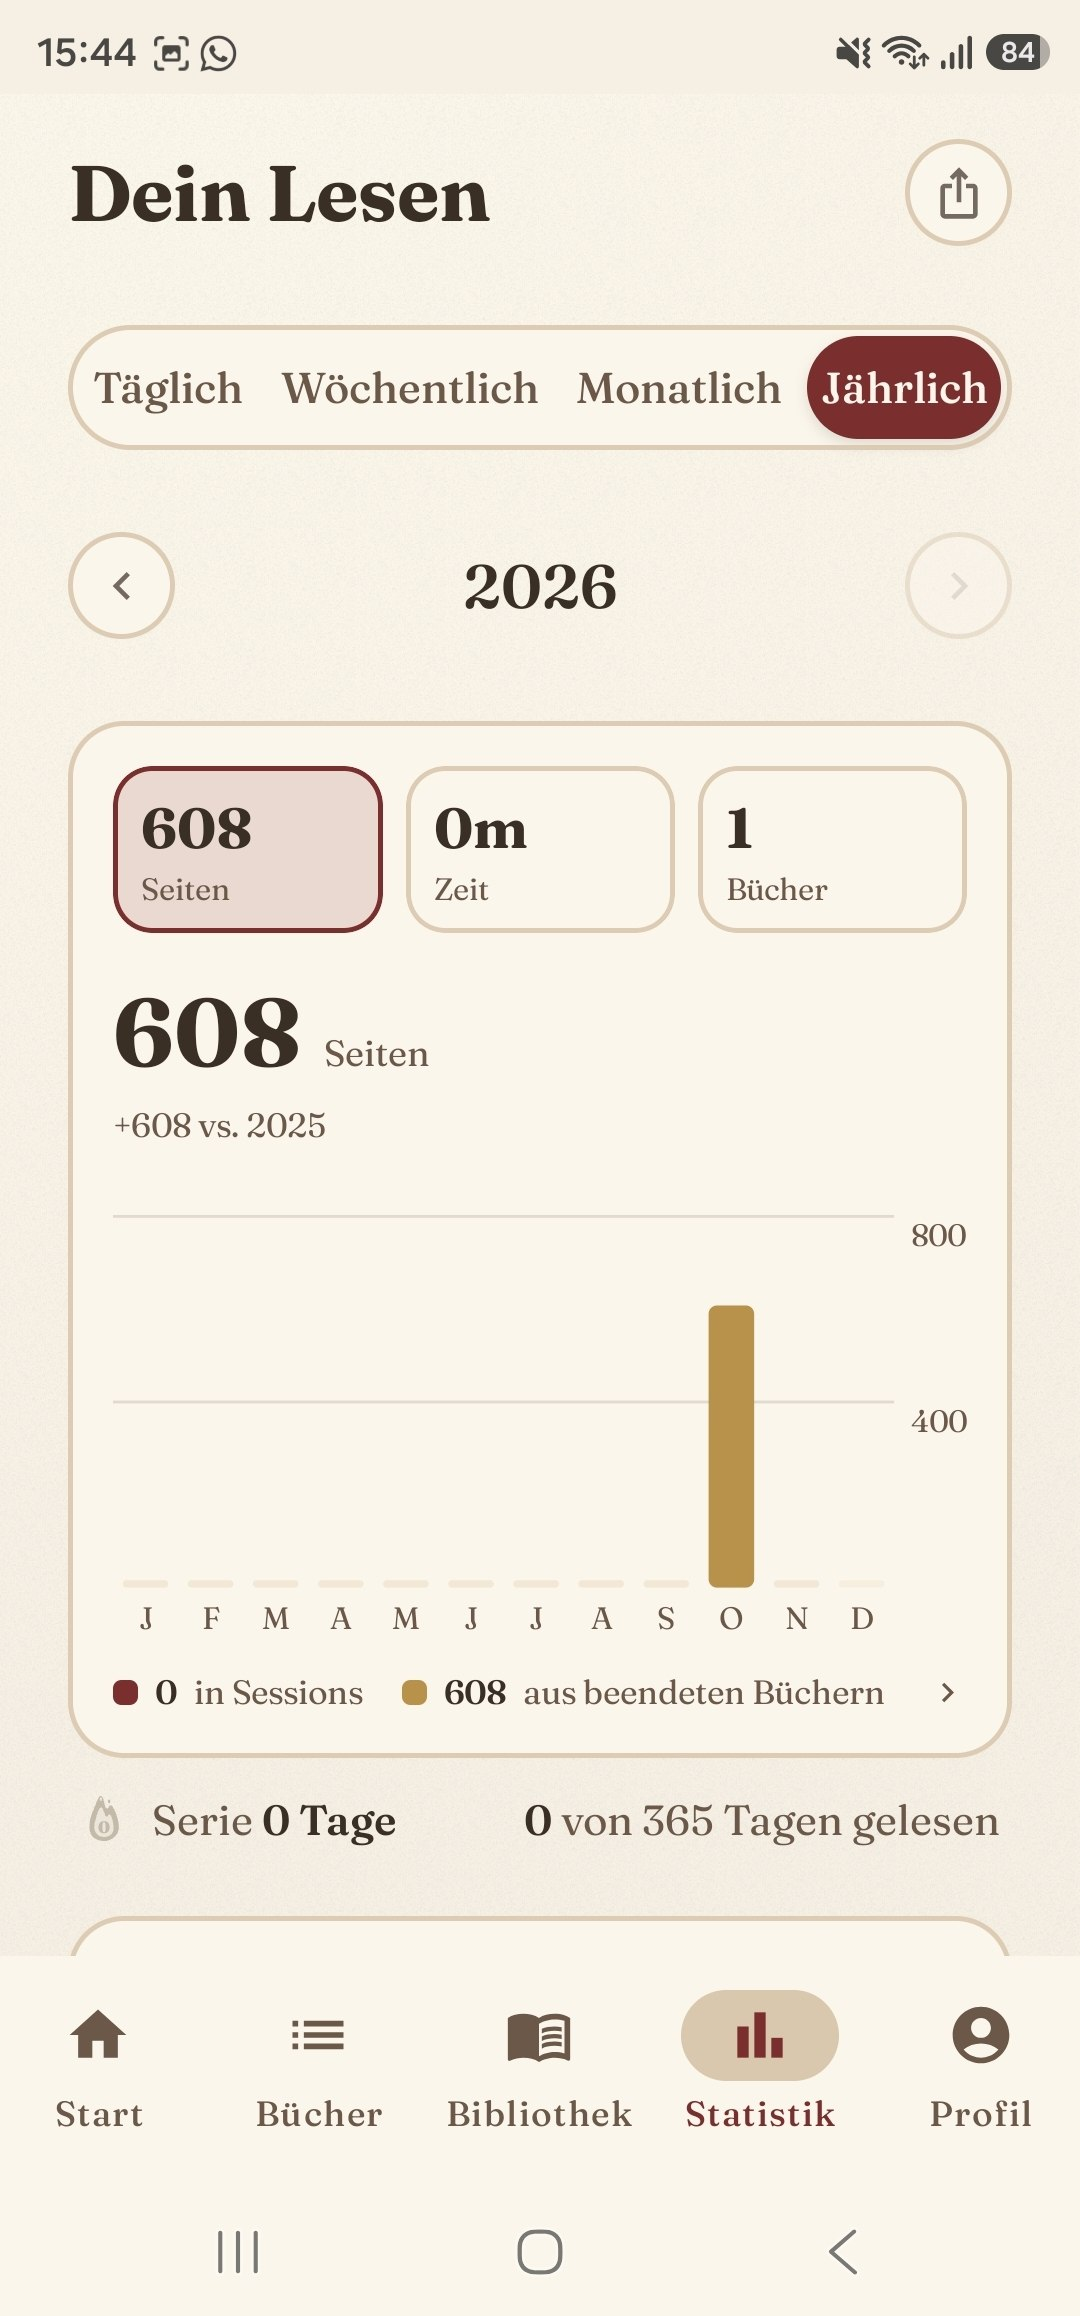 15:44
84
Dein Lesen
Täglich Wöchentlich Monatlich Jährlich
2026
608 0m 1
Seiten Zeit Bücher
608 Seiten
+608 vs. 2025
800
400
J F M A M J J A S O N D
0 in Sessions 608 aus beendeten Büchern
0 Serie 0 Tage 0 von 365 Tagen gelesen
Start Bücher Bibliothek Statistik Profil